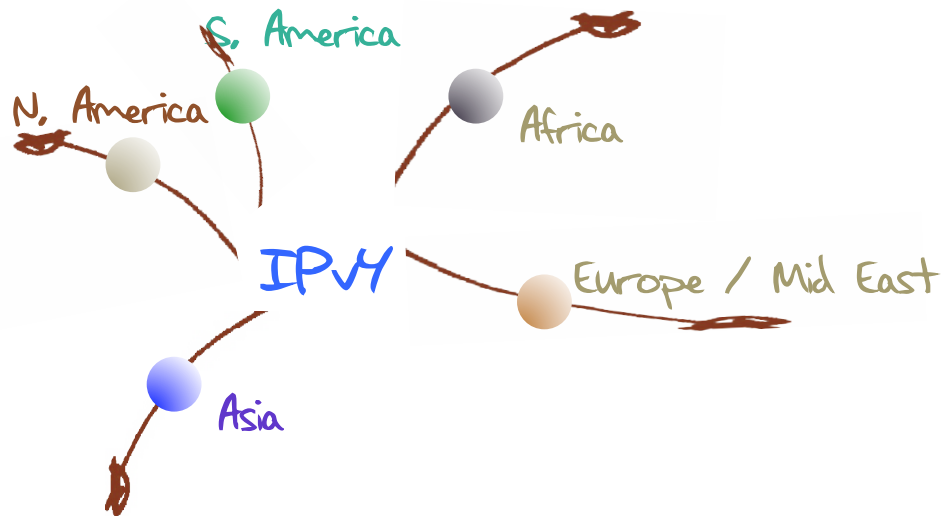 S. America
N. America
Africa
IPv4
Europe / Mid East
Asia